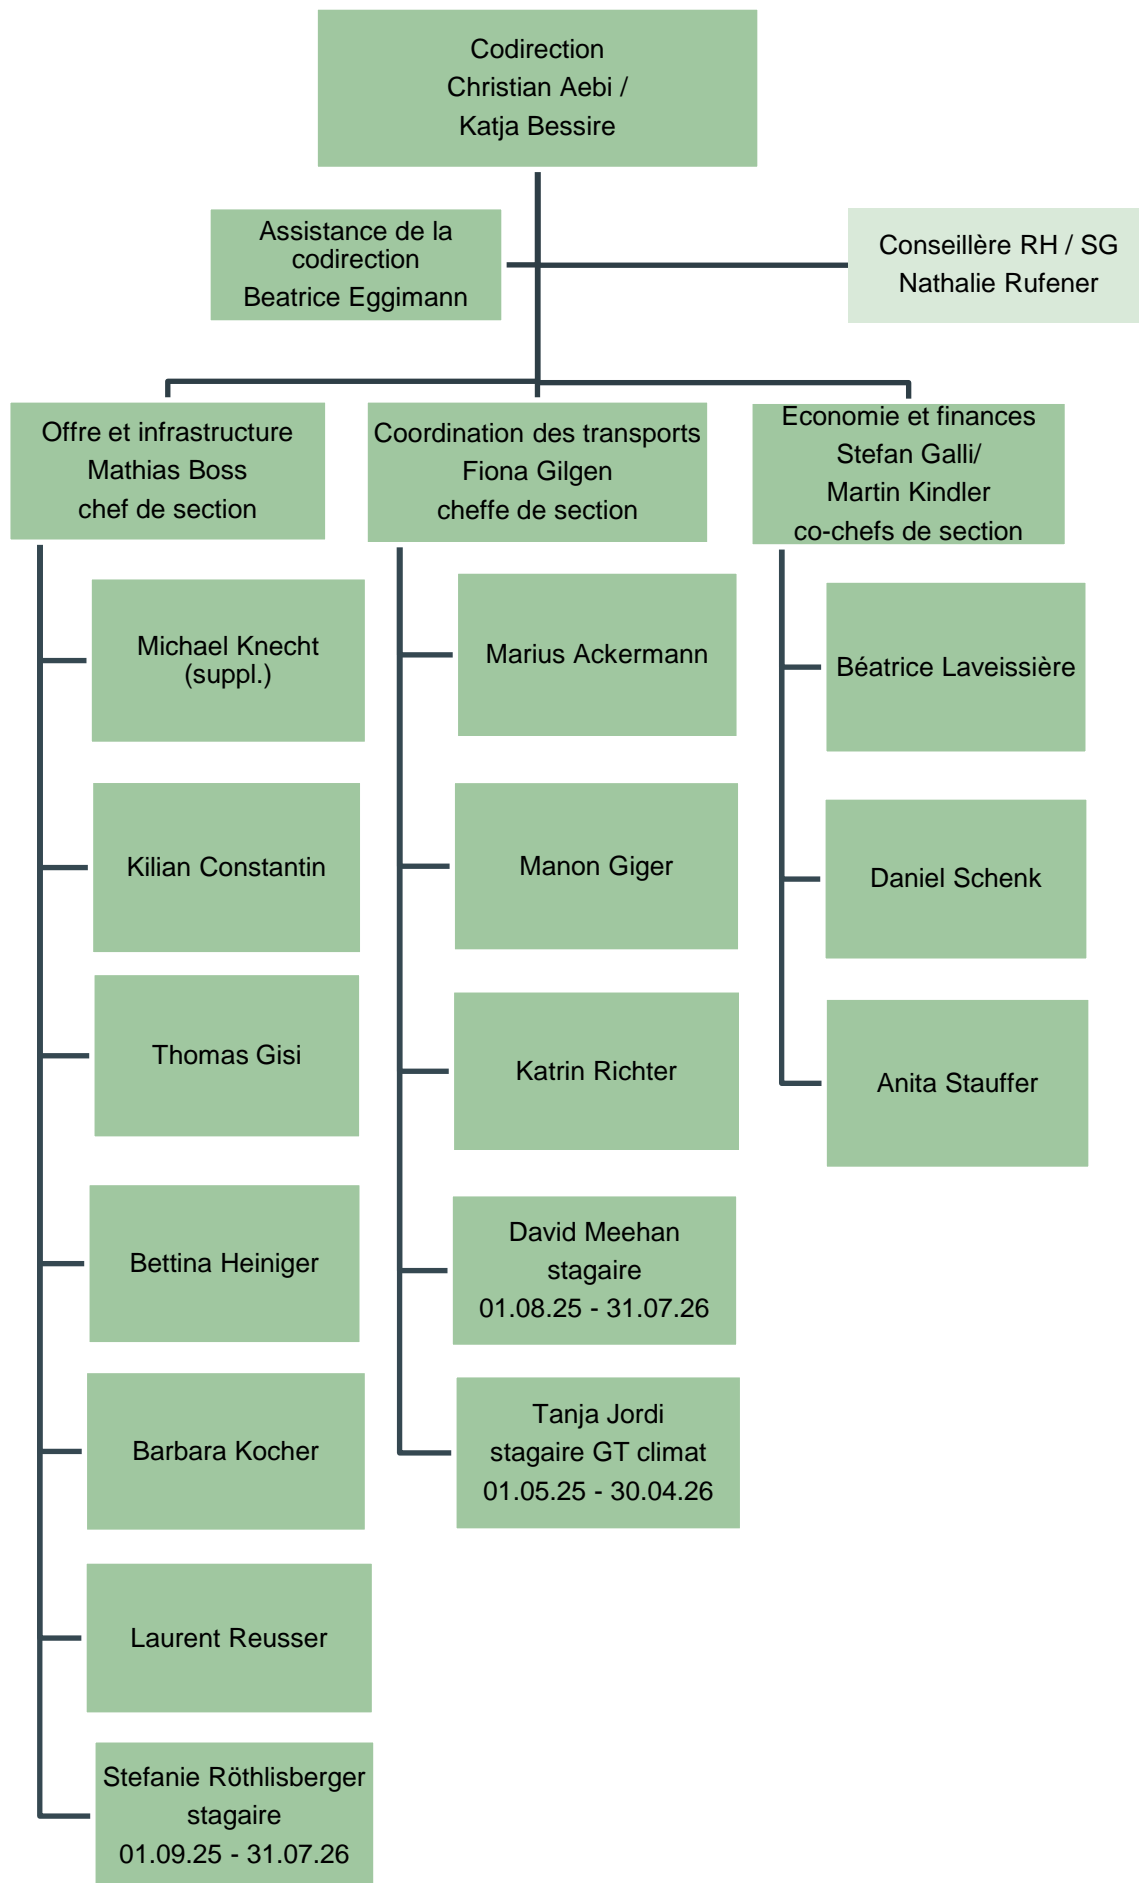 Codirection
Christian Aebi /
Katja Bessire
Assistance de la
codirection
Beatrice Eggimann
Conseillère RH / SG
Nathalie Rufener
Offre et infrastructure
Mathias Boss
chef de section
Michael Knecht
(suppl.)
Kilian Constantin
Thomas Gisi
Bettina Heiniger
Barbara Kocher
Laurent Reusser
Stefanie Röthlisberger
stagaire
01.09.25 - 31.07.26
Coordination des transports
Fiona Gilgen
cheffe de section
Marius Ackermann
Manon Giger
Katrin Richter
David Meehan
stagaire
01.08.25 - 31.07.26
Tanja Jordi
stagaire GT climat
01.05.25 - 30.04.26
Economie et finances
Stefan Galli/
Martin Kindler
co-chefs de section
Béatrice Laveissière
Daniel Schenk
Anita Stauffer